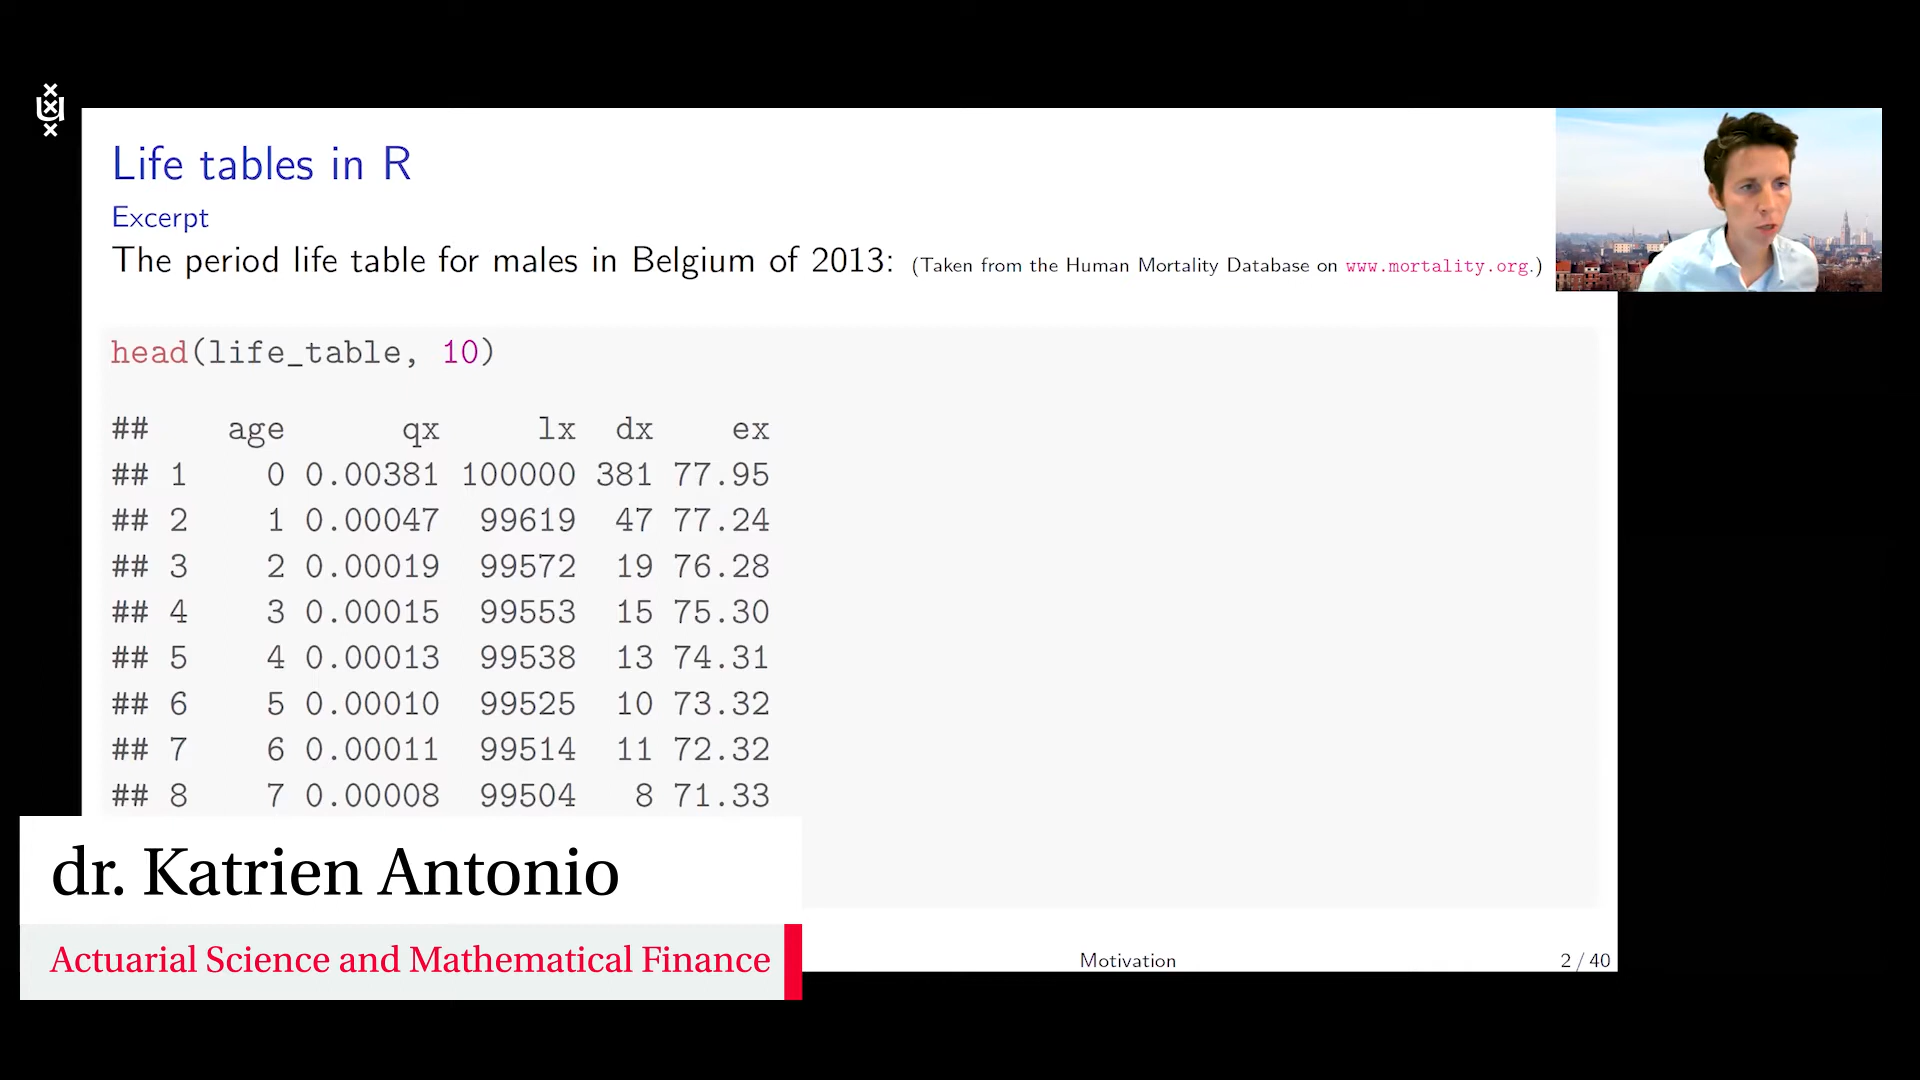 Life tables in R
Excerpt
The period life table for males in Belgium of 2013: (Taken from the Human Mortality Database on www.mortality.org.)
head(life_table, 10)
## age qx lx dx ex
## 1 0 0.00381 100000 381 77.95
## 2 1 0.00047 99619 47 77.24
## 3 2 0.00019 99572 19 76.28
## 4 3 0.00015 99553 15 75.30
## 5 4 0.00013 99538 13 74.31
## 6 5 0.00010 99525 10 73.32
## 7 6 0.00011 99514 11 72.32
## 8 7 0.00008 99504 8 71.33
dr. Katrien Antonio
Actuarial Science and Mathematical Finance
Motivation
2 / 40